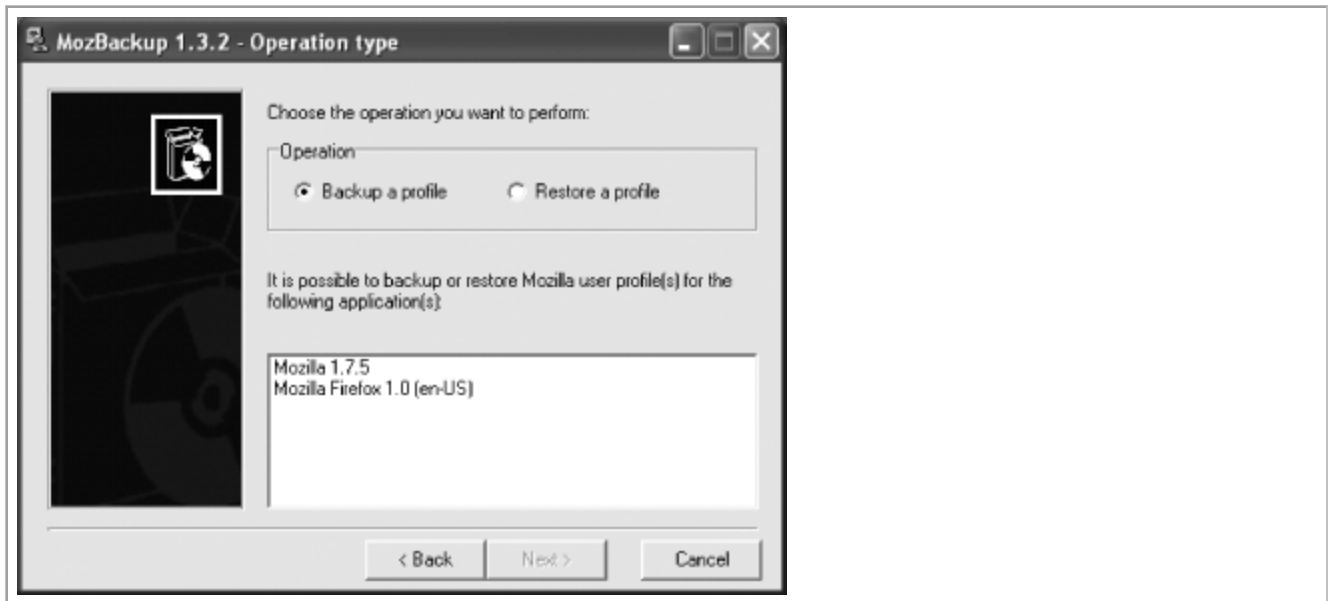 MozBackup 1.3.2 - Operation type
Choose the operation you want to perform:
Operation
Backup a profile
Restore a profile
It is possible to backup or restore Mozilla user profile(s) for the
following application(s):
Mozilla 1.7.5
Mozilla Firefox 1.0 (en-US)
< Back
Next >
Cancel